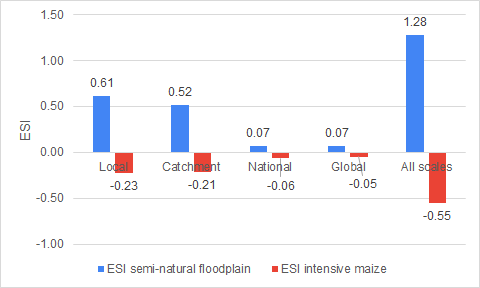 1.50
1.00
0.50
0.00
-0.50
-1.00
ESI
0.61
-0.23
0.52
-0.21
0.07
-0.06
0.07
-0.05
1.28
-0.55
Local
Catchment
National
Global
All scales
ESI semi-natural floodplain
ESI intensive maize